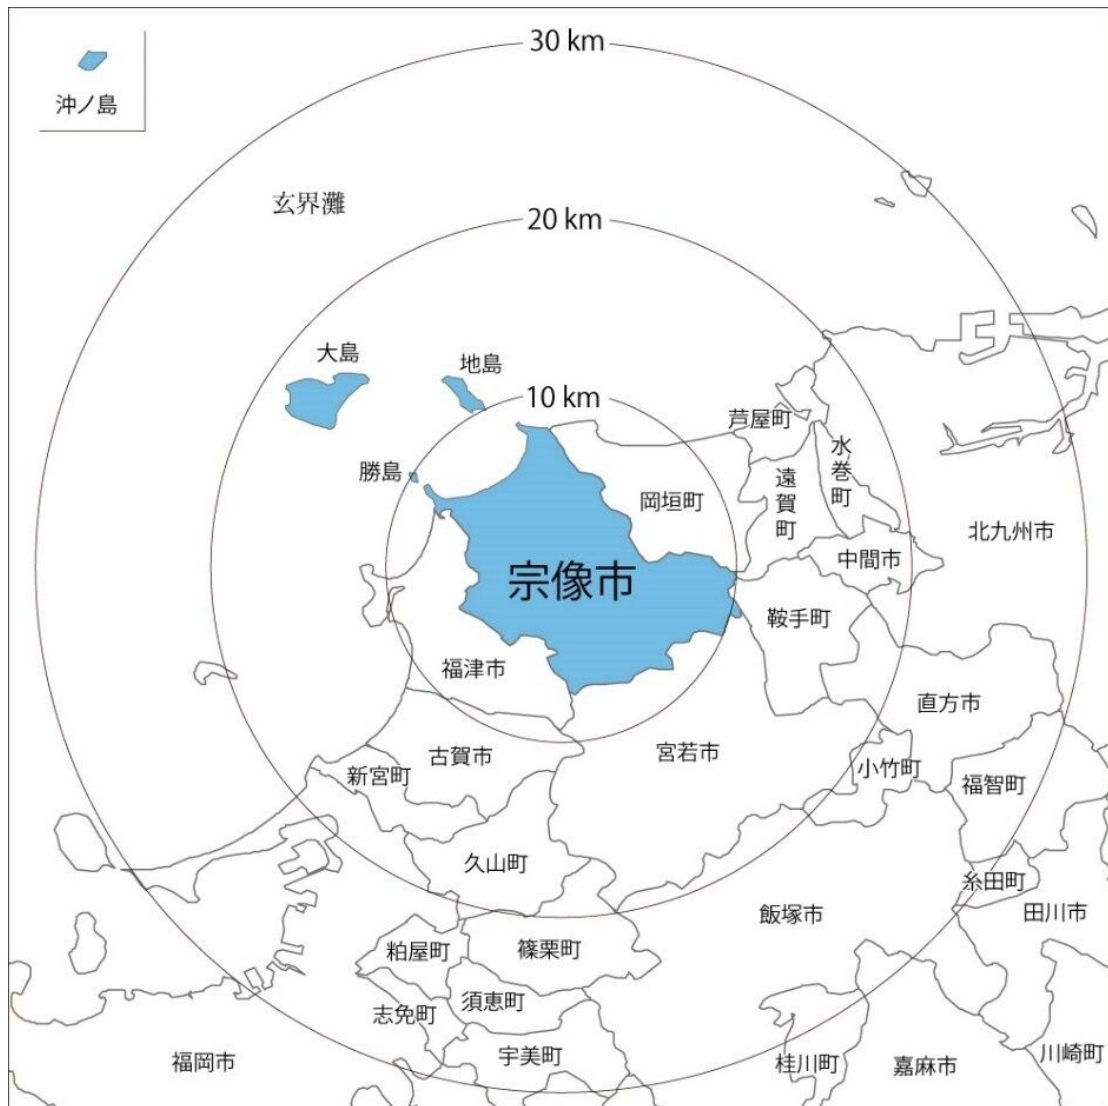 30 km
沖ノ島
玄界灘
20 km
大島
地島
10 km
芦屋町
水巻町
勝島
遠賀町
岡垣町
北九州市
中間市
宗像市
鞍手町
福津市
直方市
古賀市
宮若市
新宮町
小竹町
福智町
久山町
糸田町
飯塚市
田川市
粕屋町
篠栗町
須恵町
志免町
宇美町
福岡市
桂川町
嘉麻市
川崎町